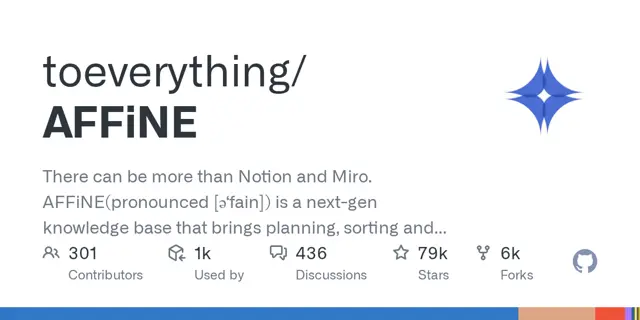 toeverything/
AFFiNE
There can be more than Notion and Miro.
AFFiNE(pronounced [ə'fain]) is a next-gen
knowledge base that brings planning, sorting and...
301 1k 436 79k 6k
Contributors Used by Discussions Stars Forks